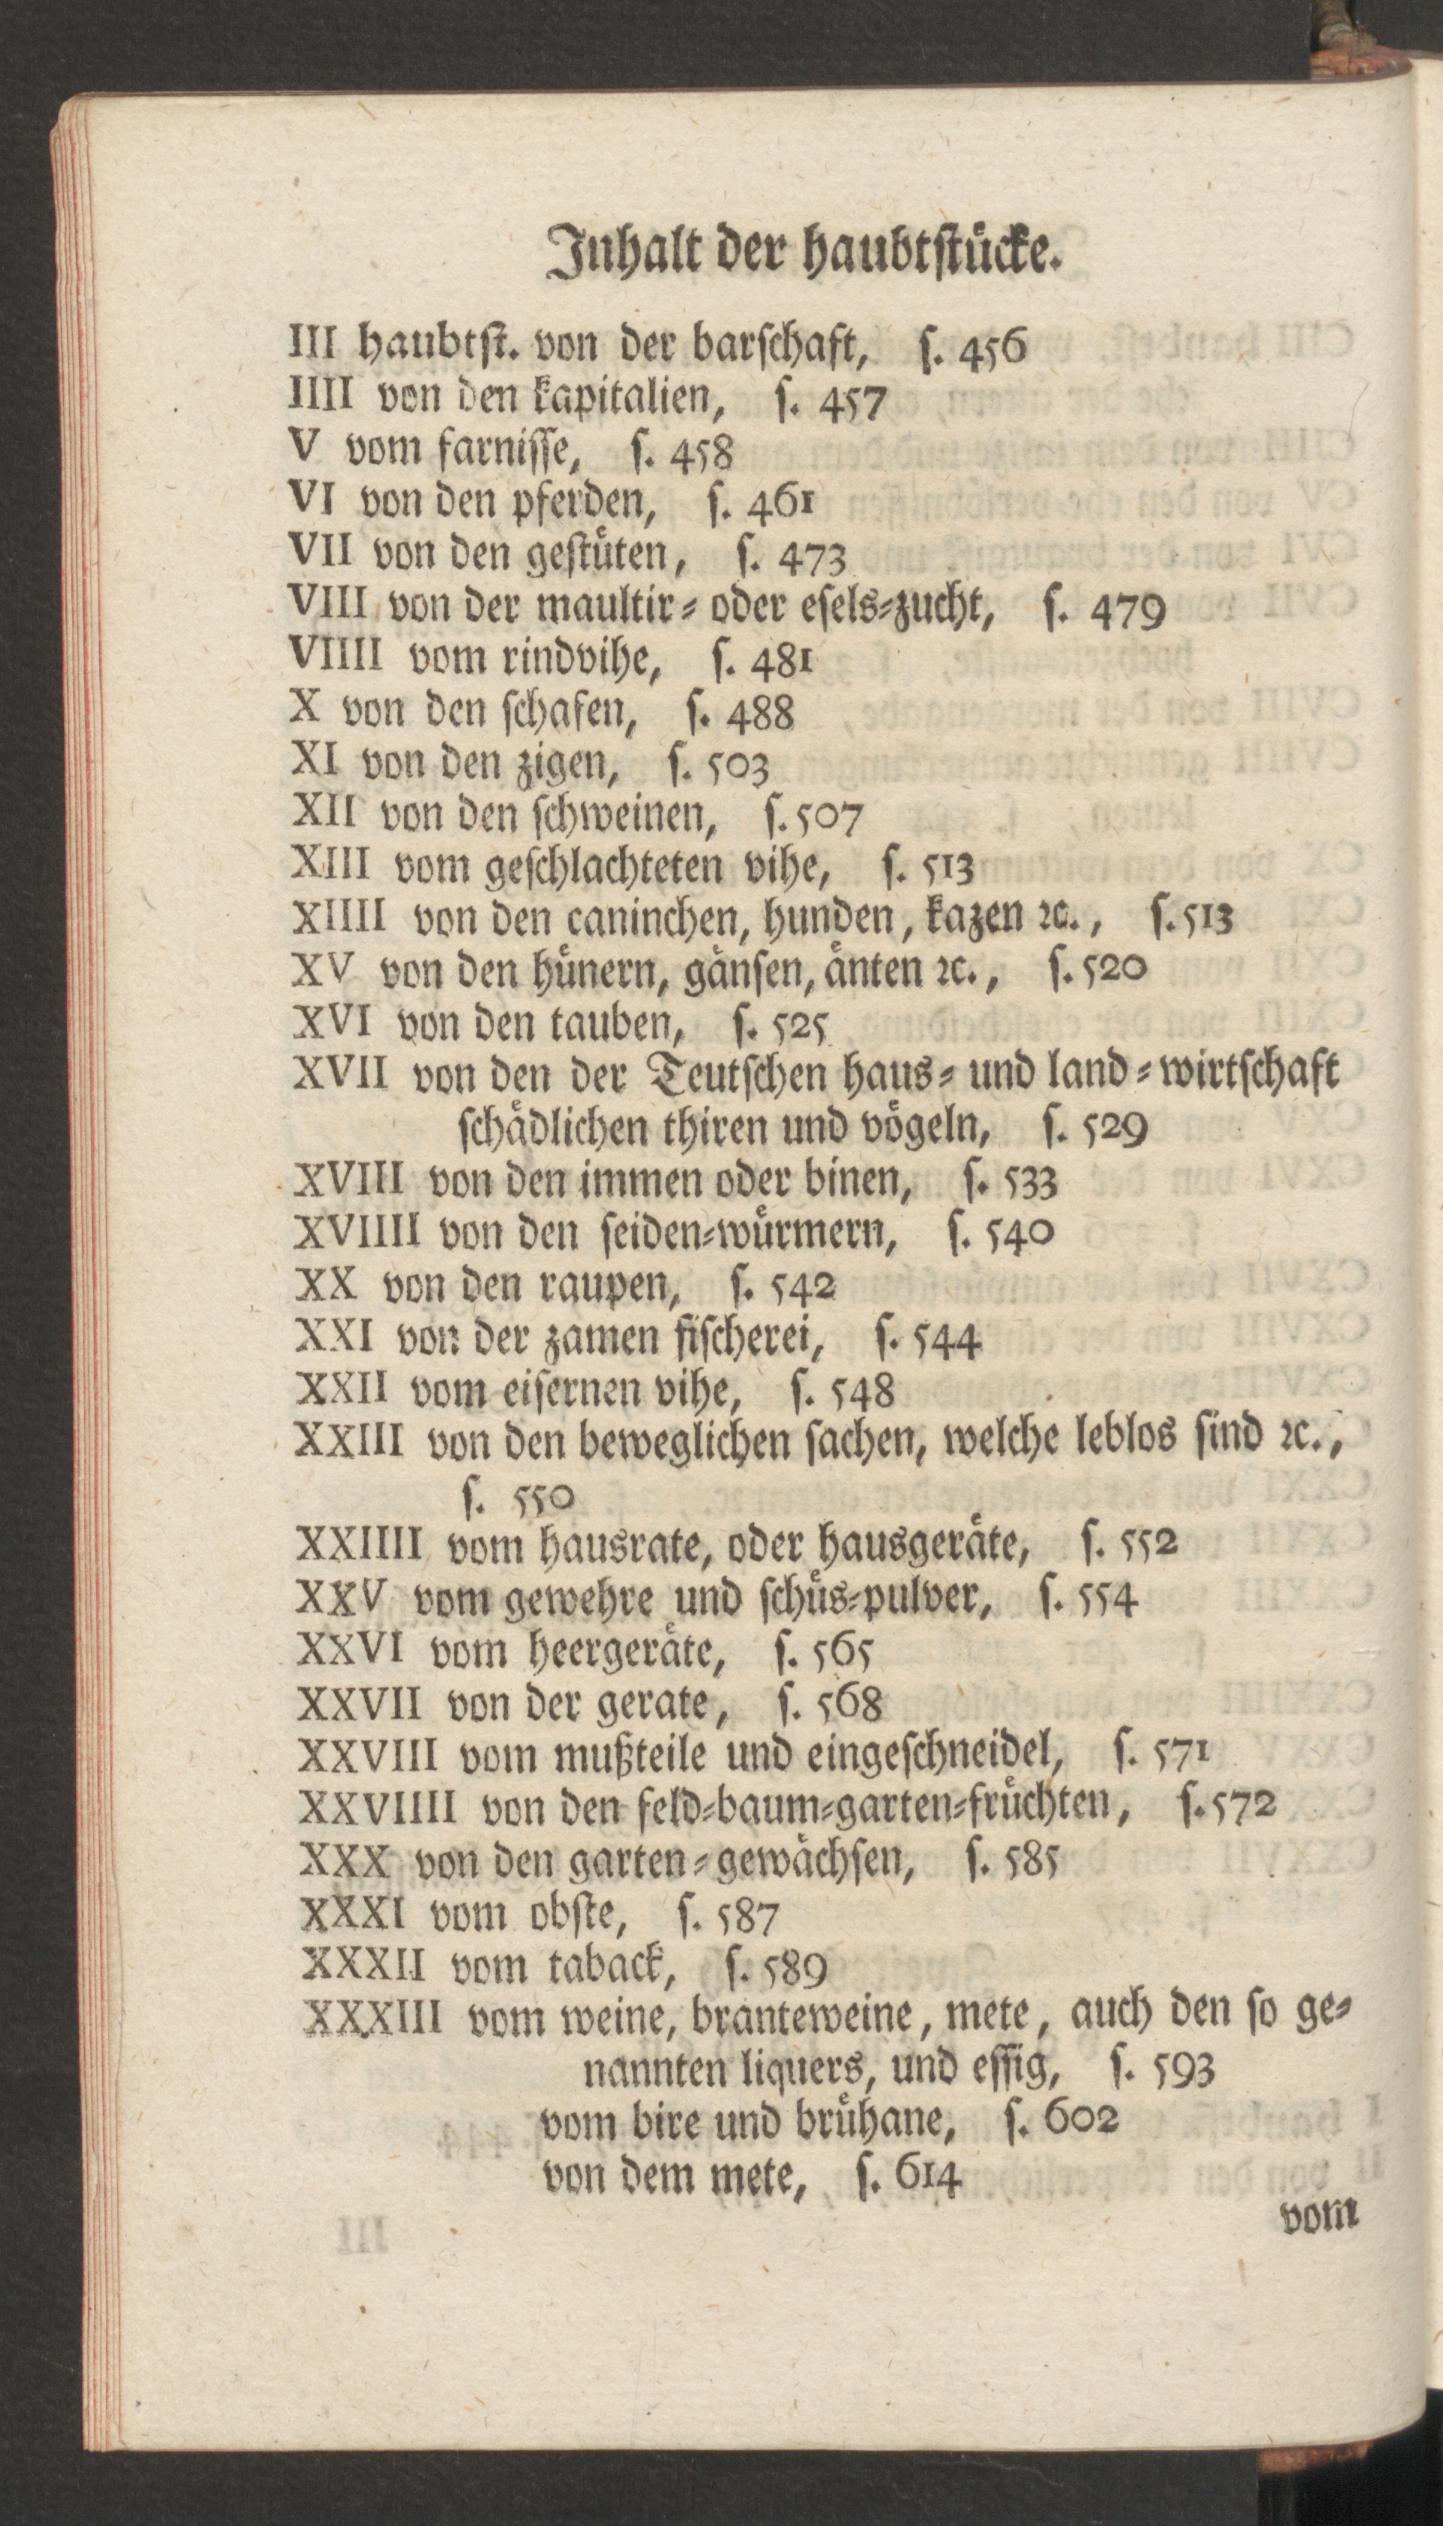 Inhalt der haubtstücke.
III haubtst. von der barschaft, s. 456
IIII von den kapitalien, s. 457
V vom farnisse, s. 458
VI von den pferden, s. 461
VII von den gestüten, s. 473
VIII von der maultir- oder esels-zucht, s. 479
VIIII vom rindvihe, s. 481
X von den schafen, s. 488
XI von den zigen, s. 503
XII von den schweinen, s. 507
XIII vom geschlachteten vihe, s. 513
XIIII von den caninchen, hunden, kazen ꝛc., s. 513
XV von den hünern, gänsen, änten ꝛc., s. 520
XVI von den tauben, s. 525
XVII von den der Teutschen haus- und land-wirtschaft
schädlichen thiren und vögeln, s. 529
XVIII von den immen oder binen, s. 533
XVIIII von den seiden-würmern, s. 540
XX von den raupen, s. 542
XXI von der zamen fischerei, s. 544
XXII vom eisernen vihe, s. 548
XXIII von den beweglichen sachen, welche leblos sind ꝛc.,
s. 550
XXIIII vom hausrate, oder hausgeräte, s. 552
XXV vom gewehre und schüs-pulver, s. 554
XXVI vom heergeräte, s. 565
XXVII von der gerate, s. 568
XXVIII vom mußteile und eingeschneidel, s. 571
XXVIIII von den feld-baum-garten-früchten, s. 572
XXX von den garten-gewächsen, s. 585
XXXI vom obste, s. 587
XXXII vom taback, s. 589
XXXIII vom weine, branteweine, mete, auch den so ge-
nannten liquers, und essig, s. 593
vom bire und brühane, s. 602
von dem mete, s. 614
vom